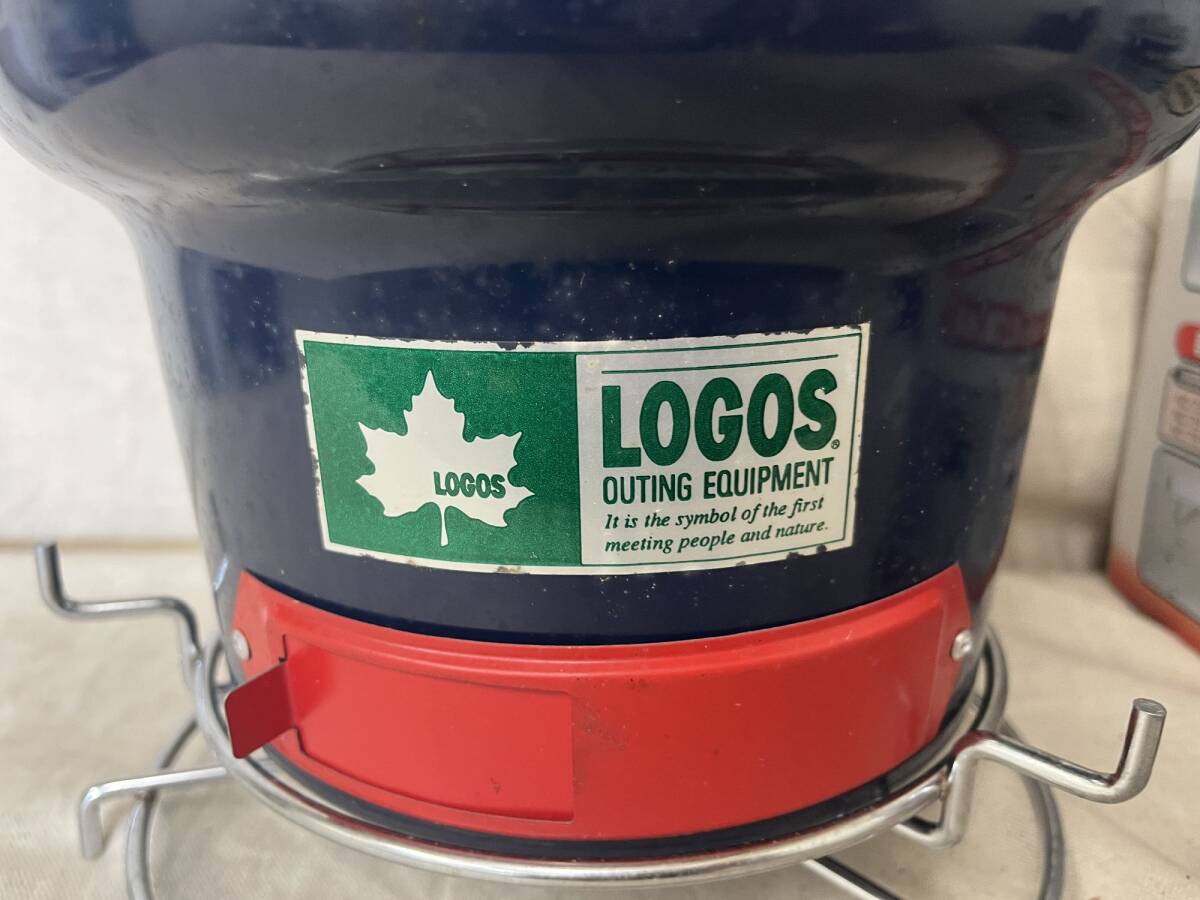 LOGOS
LOGOS®
OUTING EQUIPMENT
It is the symbol of the first
meeting people and nature.